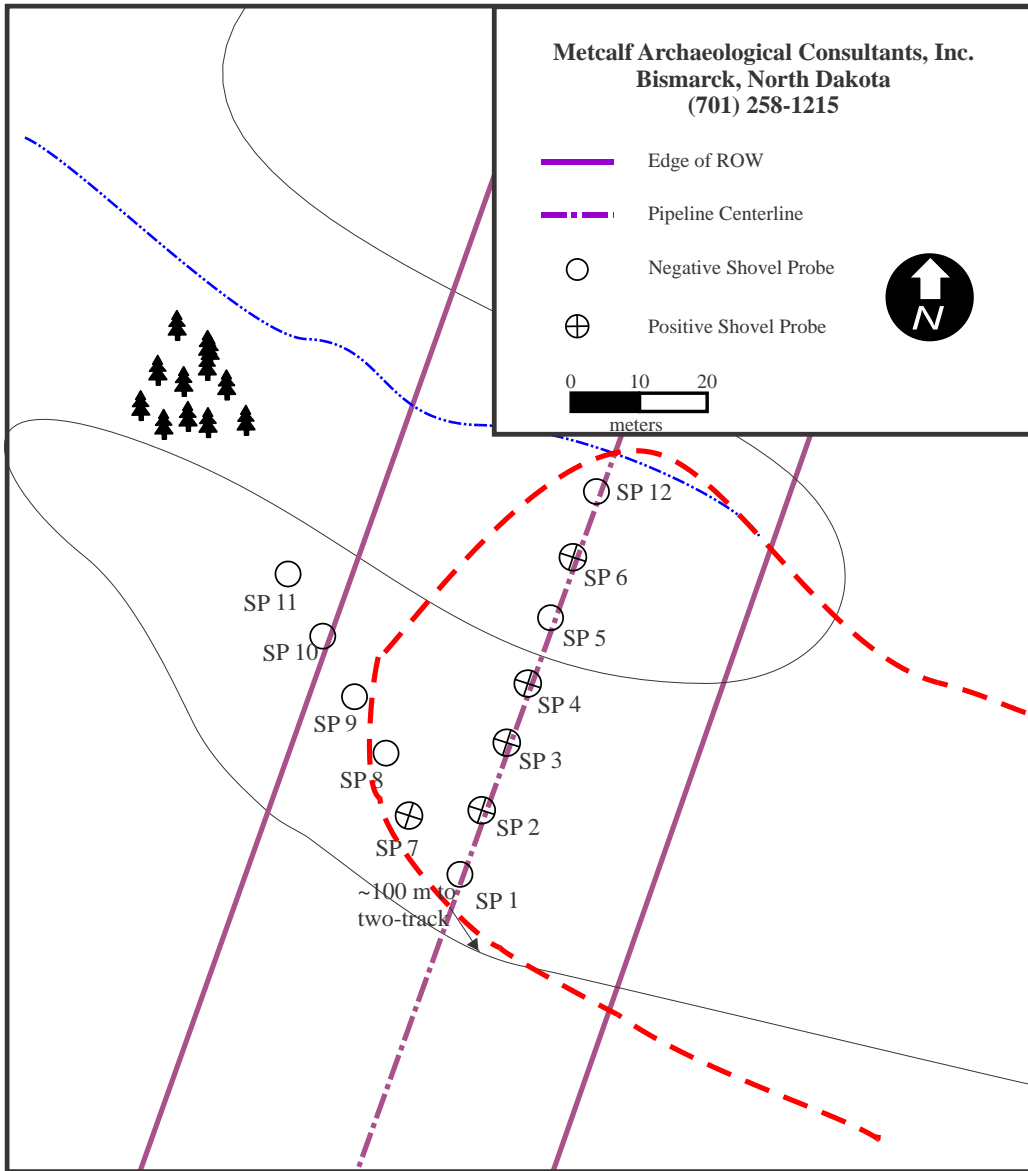 Metcalf Archaeological Consultants, Inc.
Bismarck, North Dakota
(701) 258-1215
Edge of ROW
Pipeline Centerline
Negative Shovel Probe
Positive Shovel Probe
N
0 10 20
meters
SP 12
SP 6
SP 11
SP 5
SP 10
SP 4
SP 9
SP 3
SP 8
SP 2
SP 7
SP 1
~100 m to
two-track